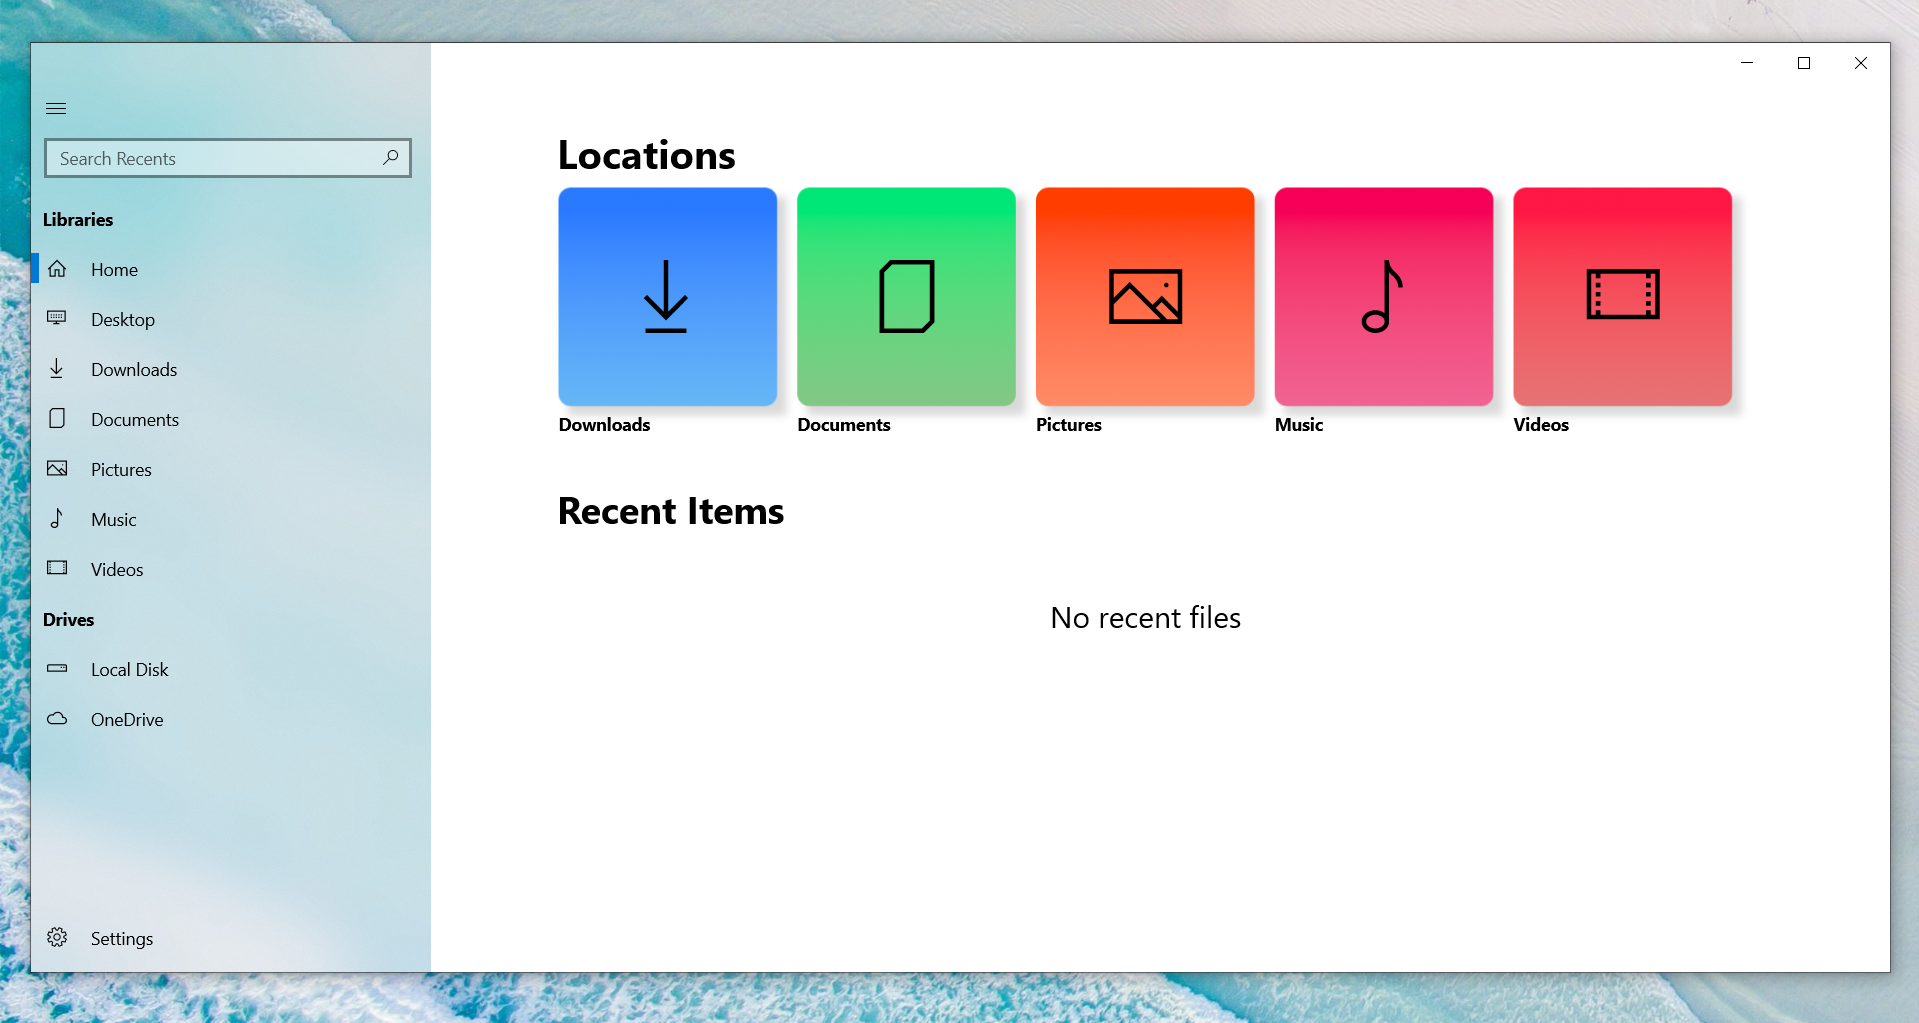 Search Recents
Libraries
Home
Desktop
Downloads
Documents
Pictures
Music
Videos
Drives
Local Disk
OneDrive
Settings
Locations
Downloads
Documents
Pictures
Music
Videos
Recent Items
No recent files